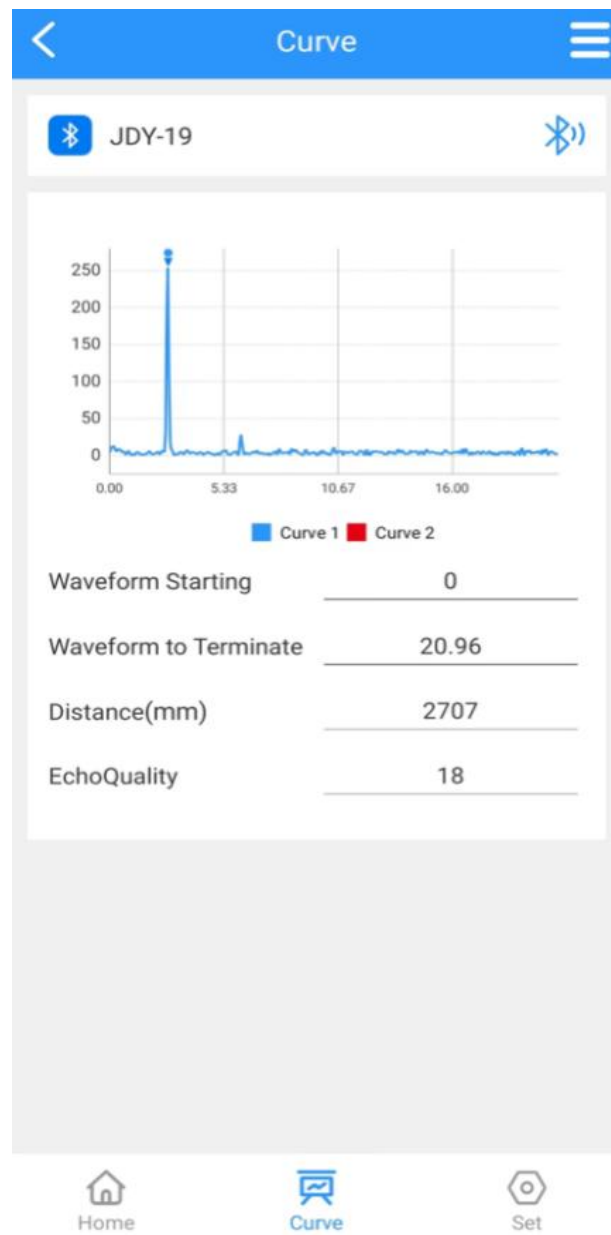 Curve
JDY-19
250
200
150
100
50
0
0.00 5.33 10.67 16.00
Curve 1 Curve 2
Waveform Starting 0
Waveform to Terminate 20.96
Distance(mm) 2707
EchoQuality 18
Home Curve Set